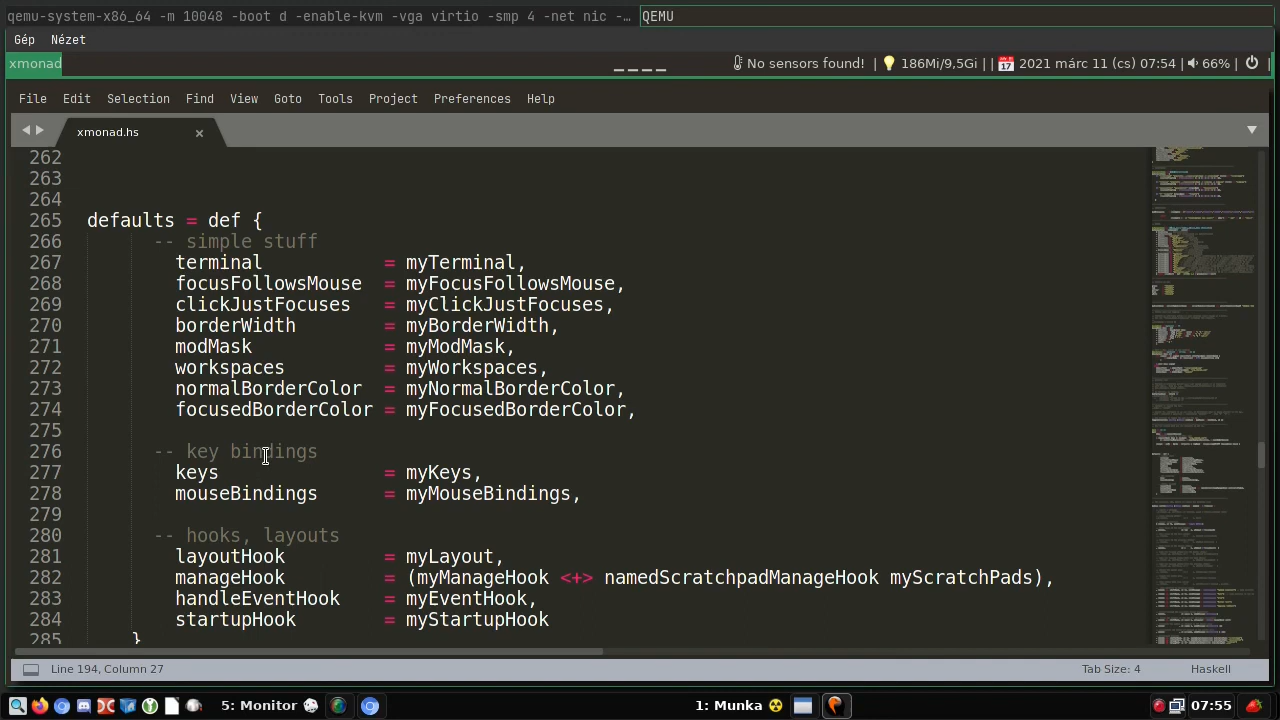 qemu-system-x86_64 -m 10048 -boot d -enable-kvm -vga virtio -smp 4 -net nic -…
QEMU
Gép Nézet
xmonad
No sensors found! | 186Mi/9,5Gi | | 17 2021 márc 11 (cs) 07:54 | 66% | |
File Edit Selection Find View Goto Tools Project Preferences Help
xmonad.hs ×
262
263
264
265 defaults = def {
266 -- simple stuff
267 terminal = myTerminal,
268 focusFollowsMouse = myFocusFollowsMouse,
269 clickJustFocuses = myClickJustFocuses,
270 borderWidth = myBorderWidth,
271 modMask = myModMask,
272 workspaces = myWorkspaces,
273 normalBorderColor = myNormalBorderColor,
274 focusedBorderColor = myFocusedBorderColor,
275
276 -- key bindings
277 keys = myKeys,
278 mouseBindings = myMouseBindings,
279
280 -- hooks, layouts
281 layoutHook = myLayout,
282 manageHook = (myManageHook <+> namedScratchpadManageHook myScratchPads),
283 handleEventHook = myEventHook,
284 startupHook = myStartupHook
285 }
Line 194, Column 27
Tab Size: 4
Haskell
5: Monitor
1: Munka
07:55